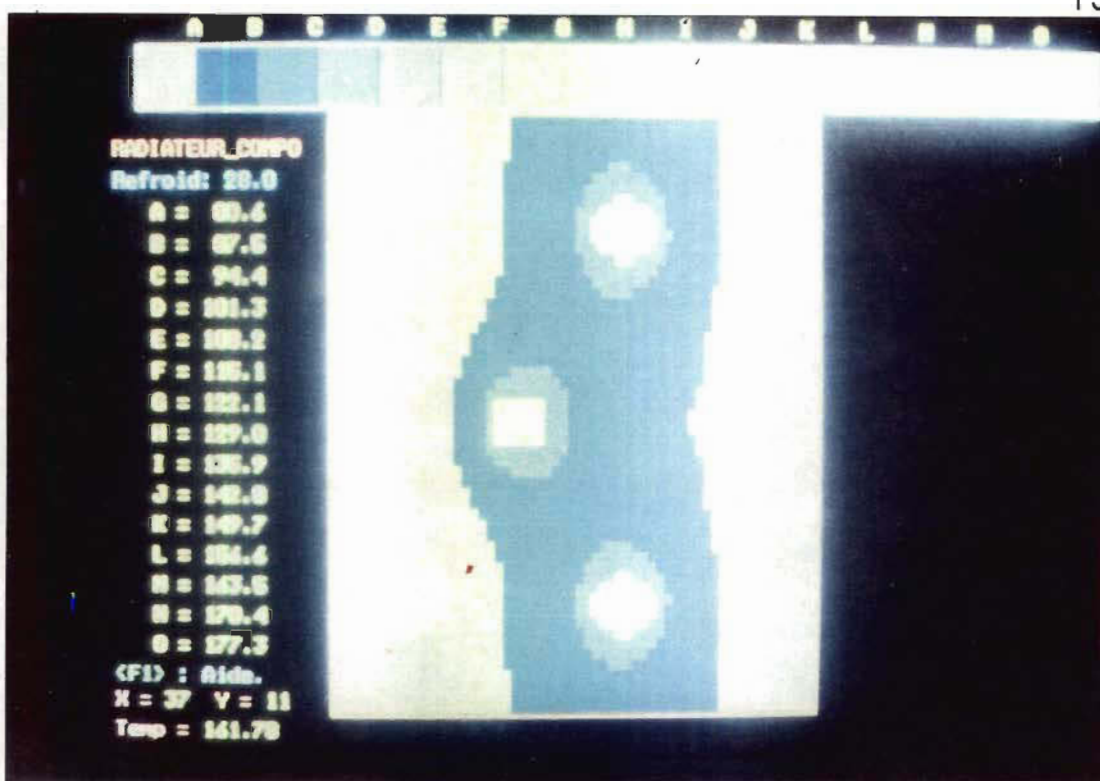 A B C D E F G H I J K L M N O
RADIATEUR_COMPO
Refroid: 28.0
A = 80.6
B = 87.5
C = 94.4
D = 101.3
E = 108.2
F = 115.1
G = 122.1
H = 129.0
I = 135.9
J = 142.8
K = 149.7
L = 156.6
M = 163.5
N = 170.4
O = 177.3
<F1> : Aide.
X = 37 Y = 11
Temp = 161.78